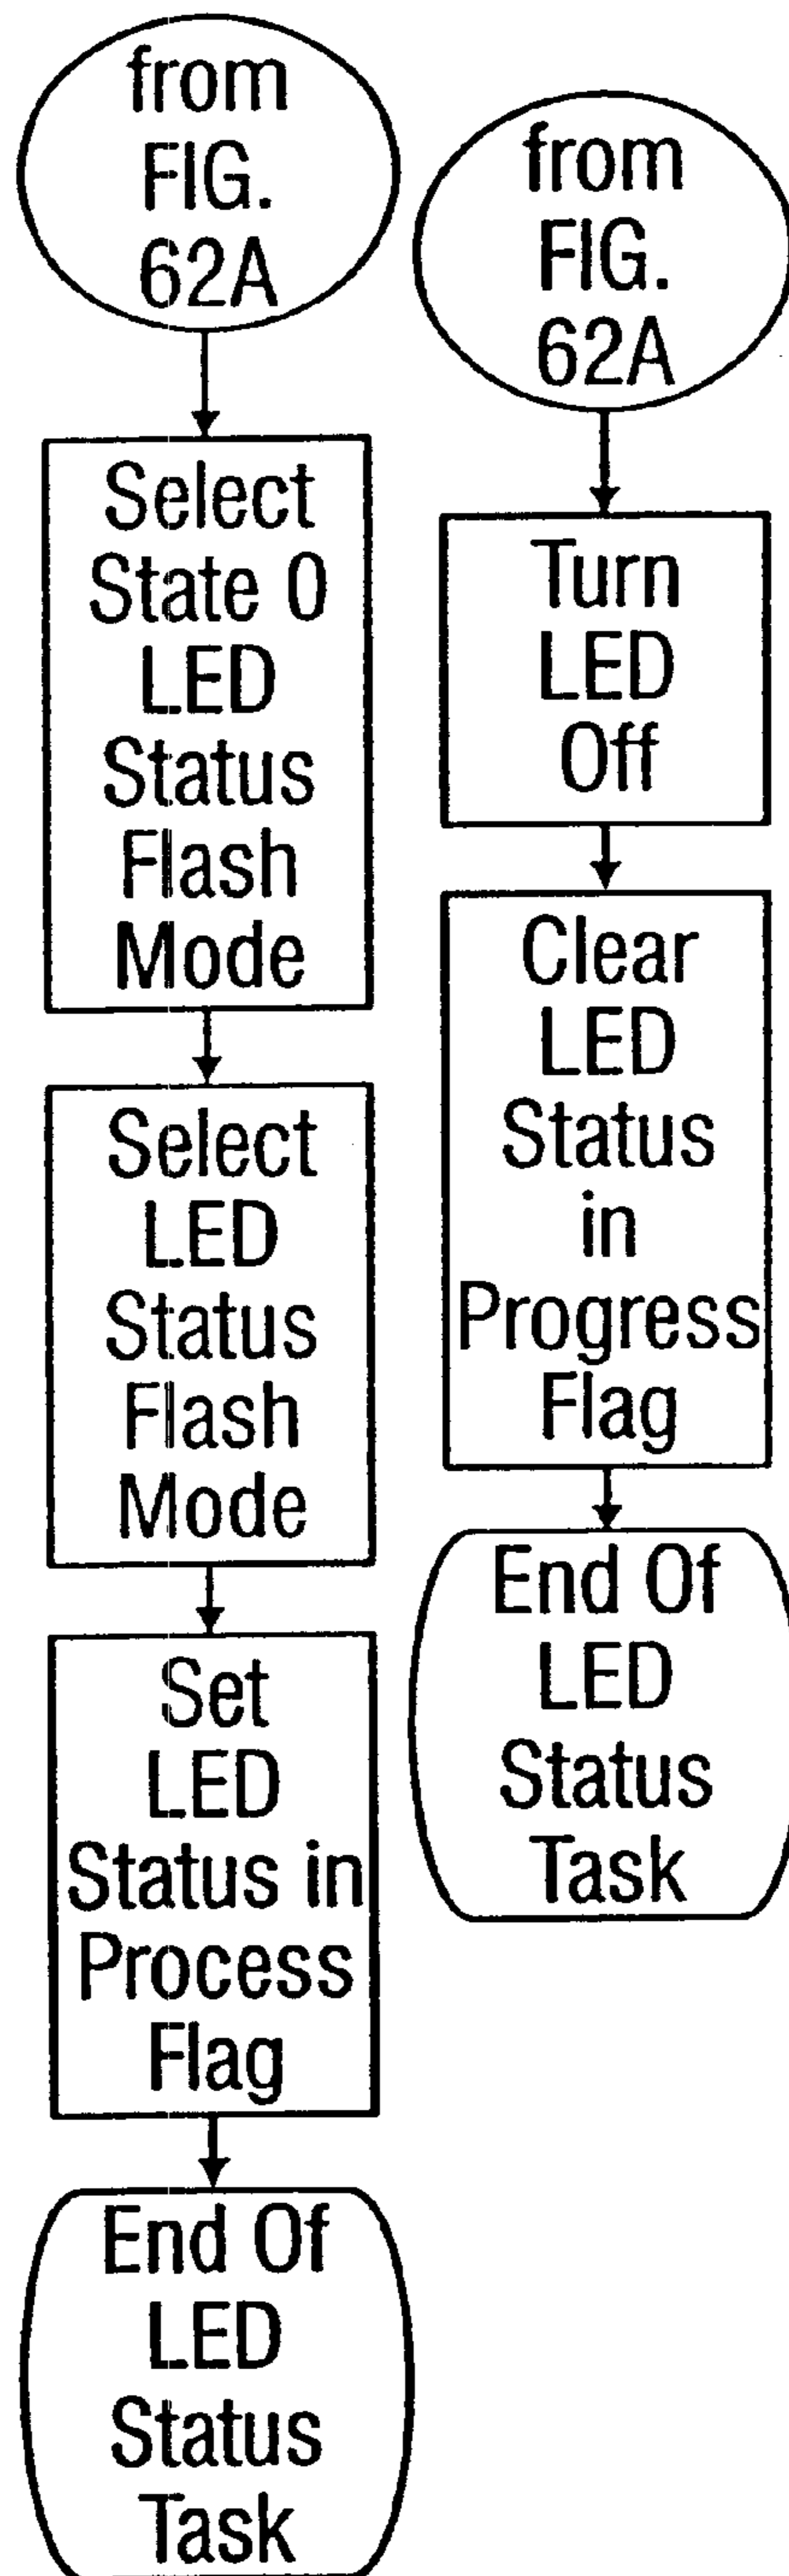 from
FIG.
62A
Select
State 0
LED
Status
Flash
Mode
Select
LED
Status
Flash
Mode
Set
LED
Status in
Process
Flag
End Of
LED
Status
Task
from
FIG.
62A
Turn
LED
Off
Clear
LED
Status
in
Progress
Flag
End Of
LED
Status
Task